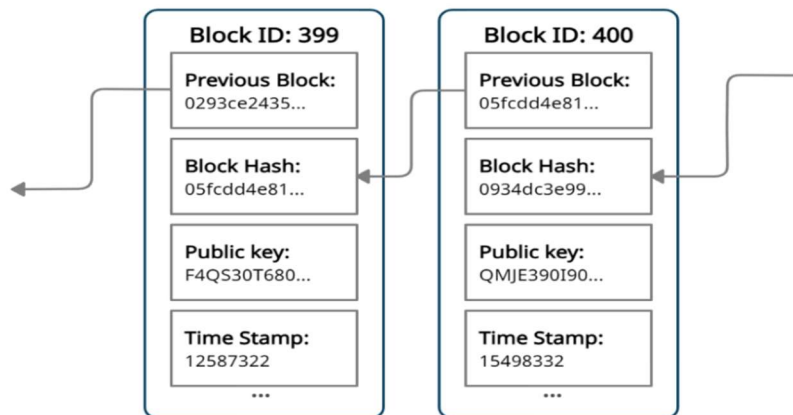 Block ID: 399
Previous Block:
0293ce2435...
Block Hash:
05fcdd4e81...
Public key:
F4QS30T680...
Time Stamp:
12587322
...
Block ID: 400
Previous Block:
05fcdd4e81...
Block Hash:
0934dc3e99...
Public key:
QMJE390I90...
Time Stamp:
15498332
...